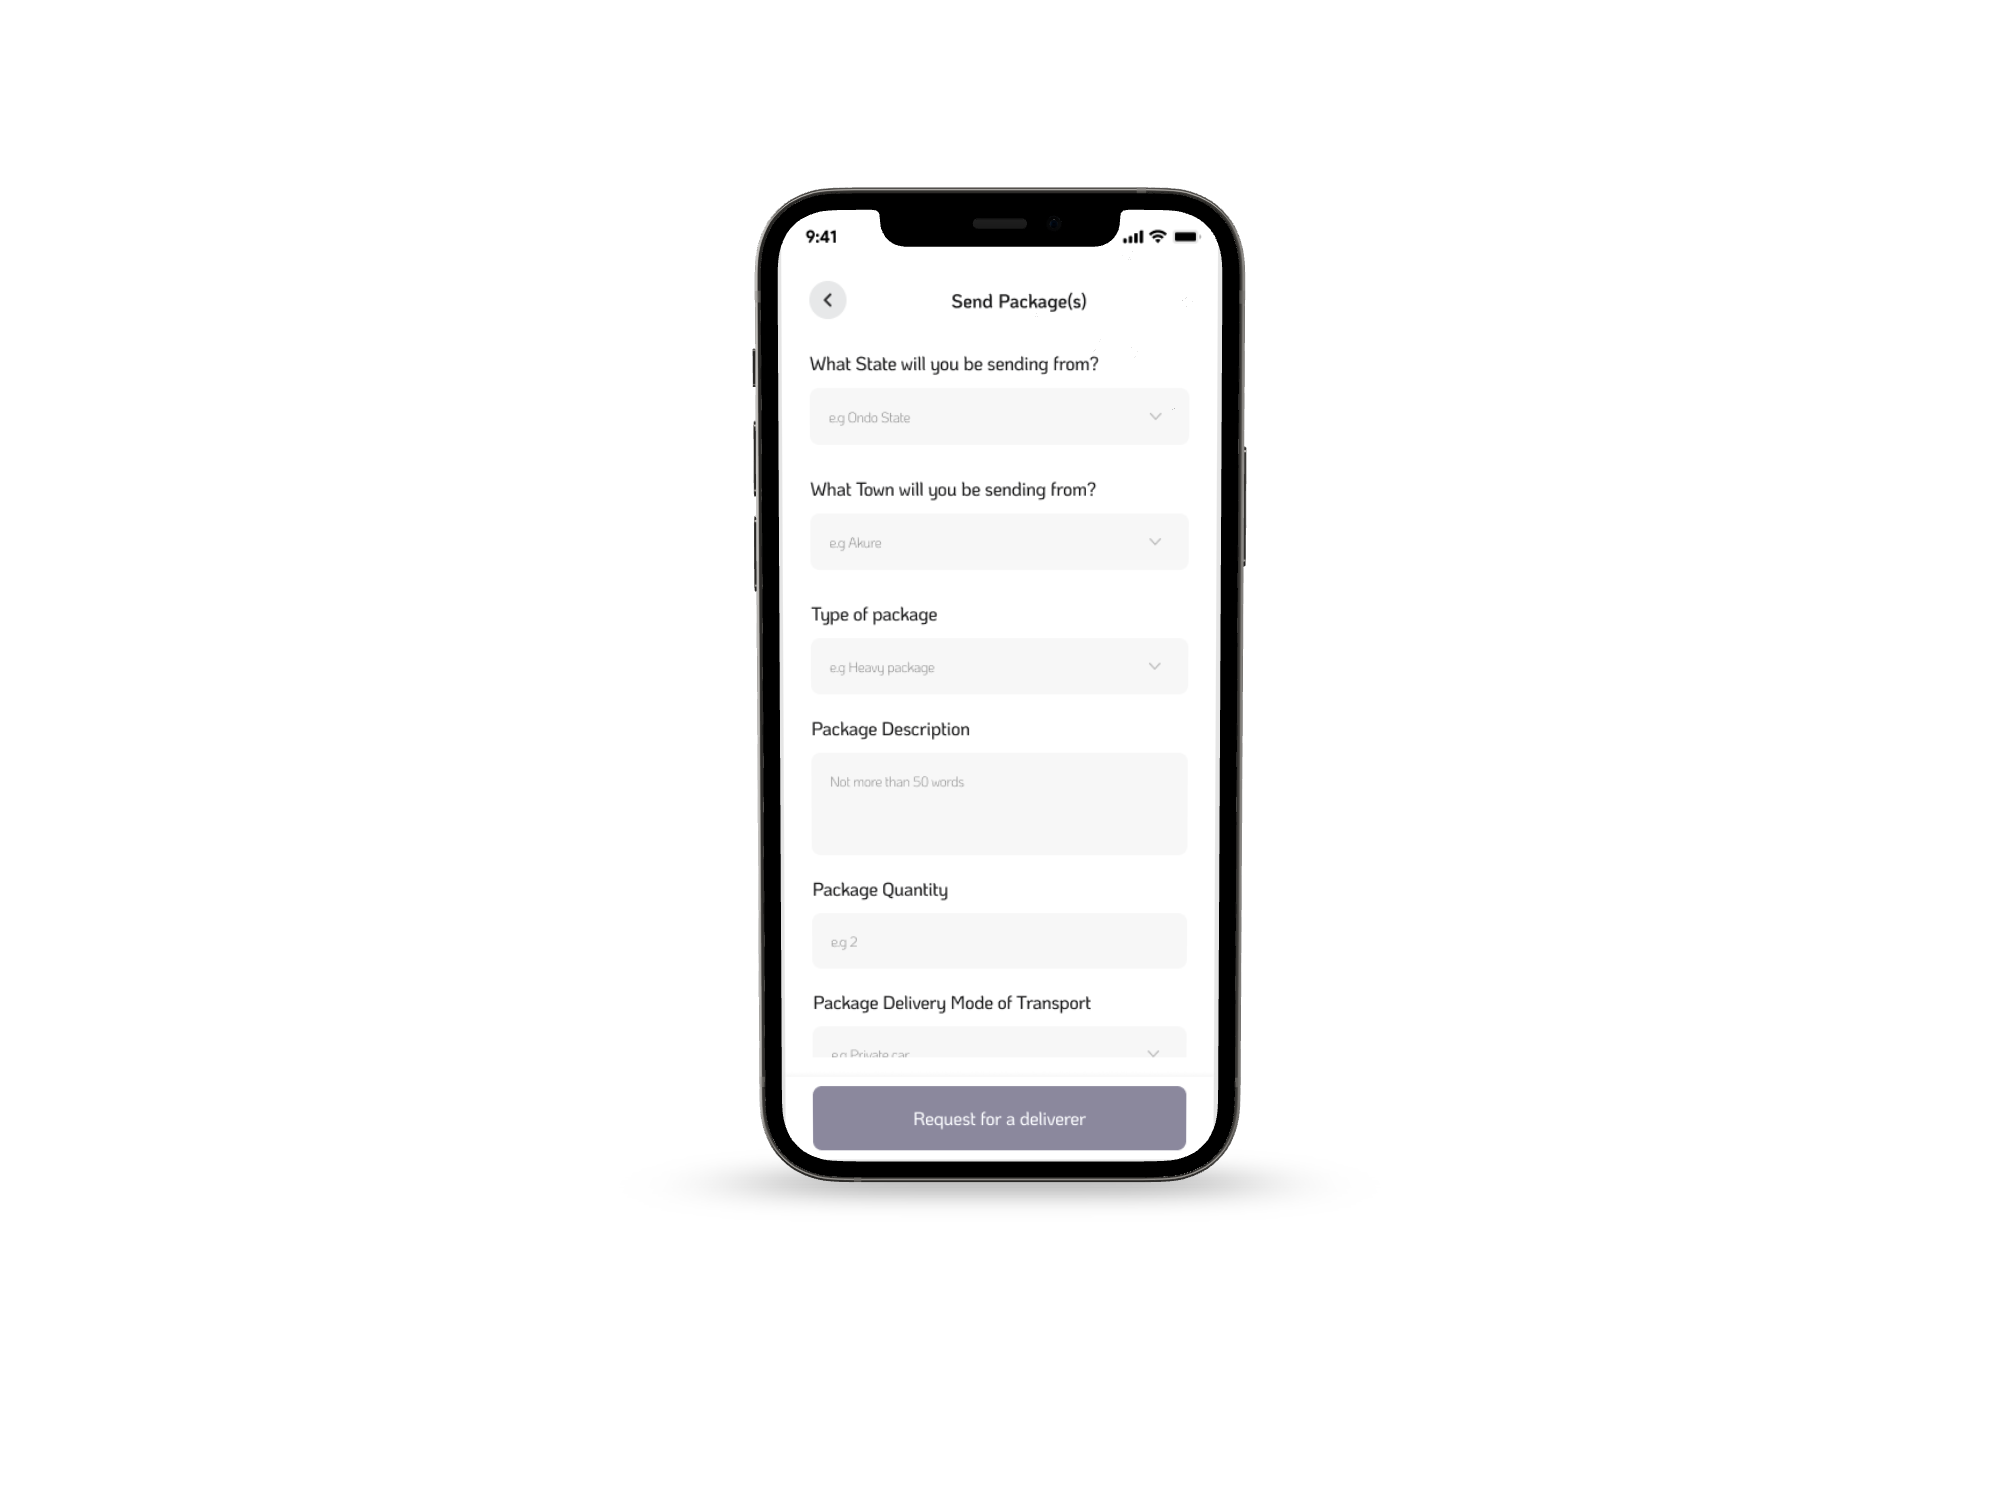 9:41
Send Package(s)
What State will you be sending from?
e.g Ondo State
What Town will you be sending from?
e.g Akure
Type of package
e.g Heavy package
Package Description
Not more than 50 words
Package Quantity
e.g 2
Package Delivery Mode of Transport
e.g Private car
Request for a deliverer